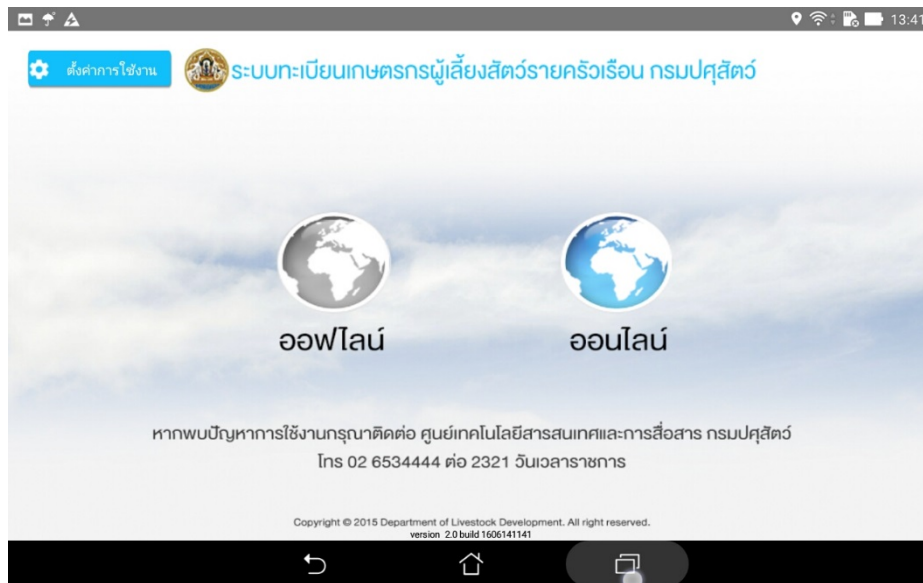 13:41
ตั้งค่าการใช้งาน
ระบบทะเบียนเกษตรกรผู้เลี้ยงสัตว์รายครัวเรือน กรมปศุสัตว์
ออฟไลน์
ออนไลน์
หากพบปัญหาการใช้งานกรุณาติดต่อ ศูนย์เทคโนโลยีสารสนเทศและการสื่อสาร กรมปศุสัตว์
โทร 02 6534444 ต่อ 2321 วันเวลาราชการ
Copyright © 2015 Department of Livestock Development. All right reserved.
version 2.0 build 1606141141